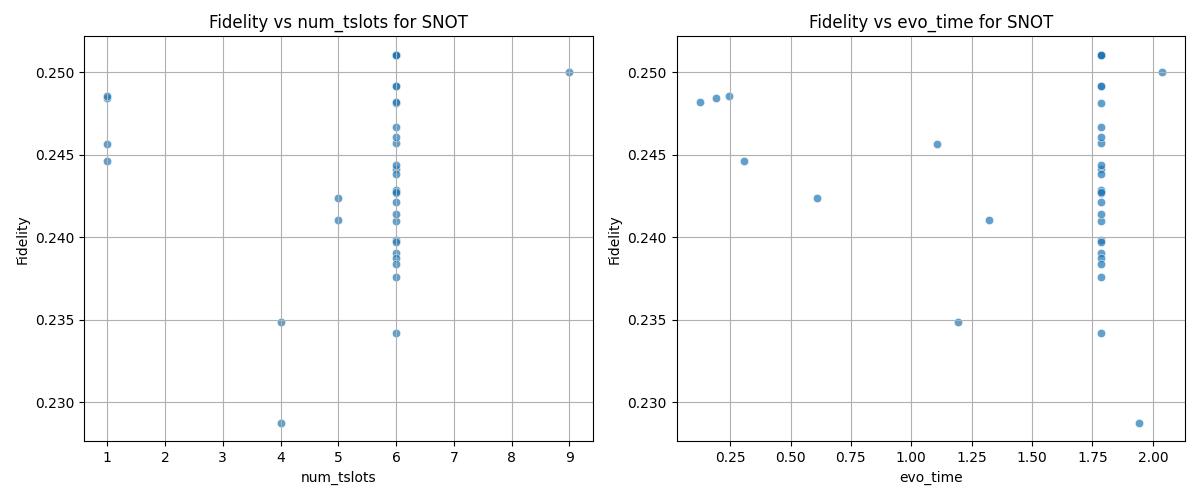 Fidelity vs num_tslots for SNOT
Fidelity
0.250
0.245
0.240
0.235
0.230
1 2 3 4 5 6 7 8 9
num_tslots
Fidelity vs evo_time for SNOT
Fidelity
0.250
0.245
0.240
0.235
0.230
0.25 0.50 0.75 1.00 1.25 1.50 1.75 2.00
evo_time